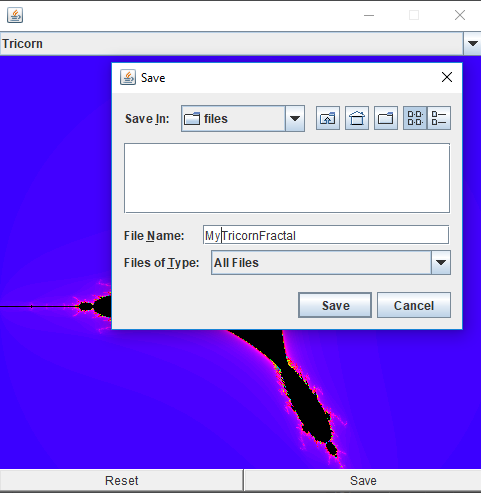 Tricorn
Save
Save In: files
File Name: MyTricornFractal
Files of Type: All Files
Save Cancel
Reset Save